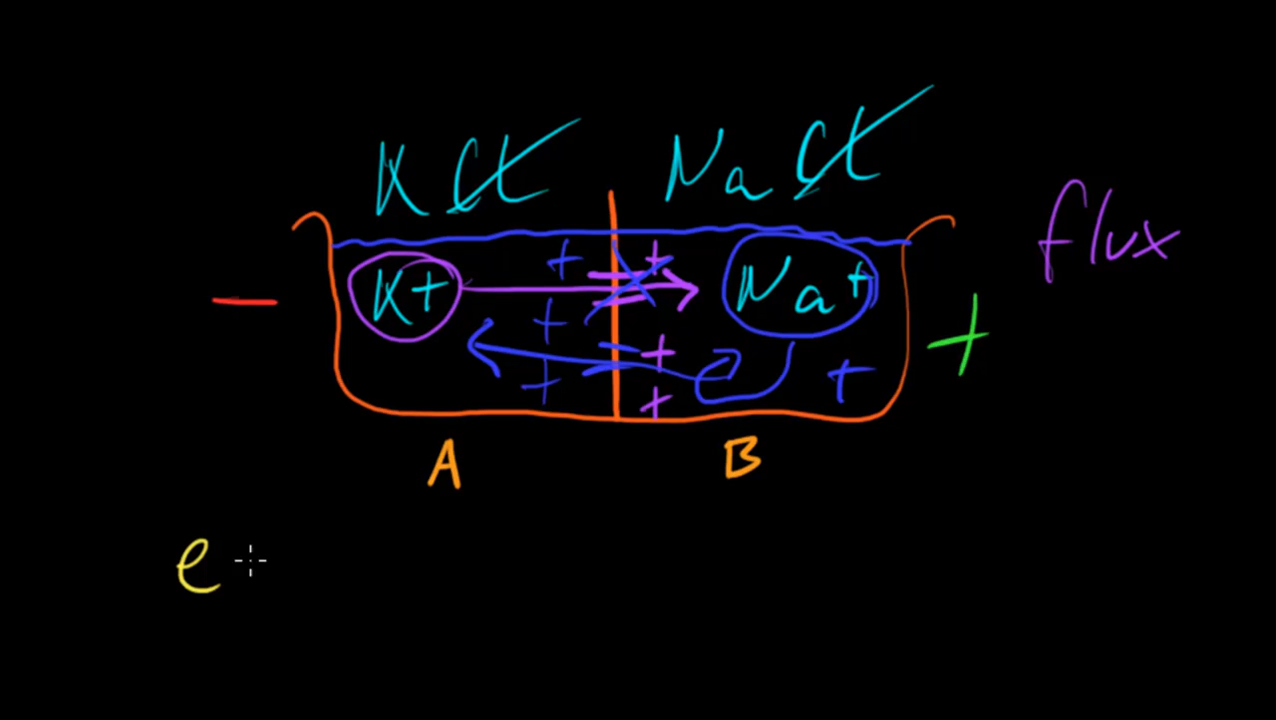 KCl NaCl
flux
K+ + + Na+
- + + +
+ + +
A B
e